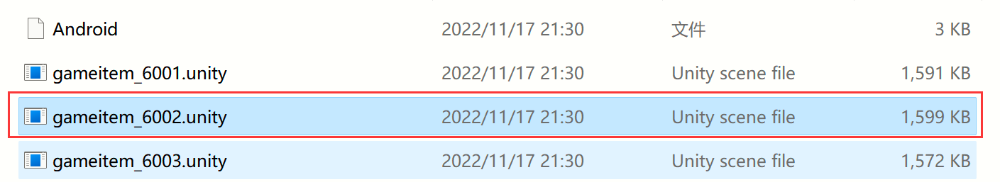 Android 2022/11/17 21:30 文件 3 KB
gameitem_6001.unity 2022/11/17 21:30 Unity scene file 1,591 KB
gameitem_6002.unity 2022/11/17 21:30 Unity scene file 1,599 KB
gameitem_6003.unity 2022/11/17 21:30 Unity scene file 1,572 KB